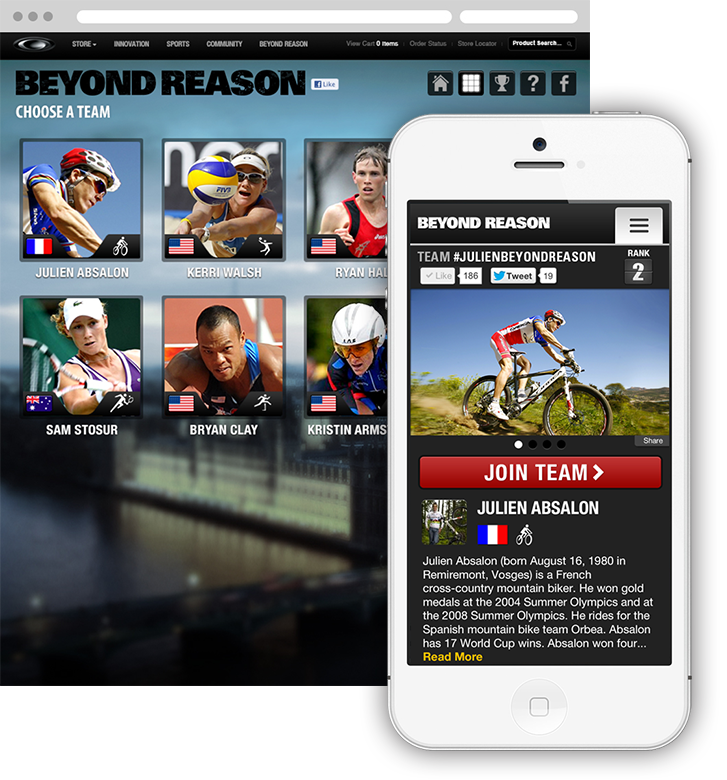 STORE INNOVATION SPORTS COMMUNITY BEYOND REASON View Cart 0 Items Order Status Store Locator Product Search...
BEYOND REASON Like
CHOOSE A TEAM
JULIEN ABSALON KERRI WALSH RYAN HAL
SAM STOSUR BRYAN CLAY KRISTIN ARMS
BEYOND REASON
TEAM #JULIENBEYONDREASON RANK
Like 186 Tweet 19 2
Share
JOIN TEAM
JULIEN ABSALON
Julien Absalon (born August 16, 1980 in
Remiremont, Vosges) is a French
cross-country mountain biker. He won gold
medals at the 2004 Summer Olympics and at
the 2008 Summer Olympics. He rides for the
Spanish mountain bike team Orbea. Absalon
has 17 World Cup wins. Absalon won four...
Read More